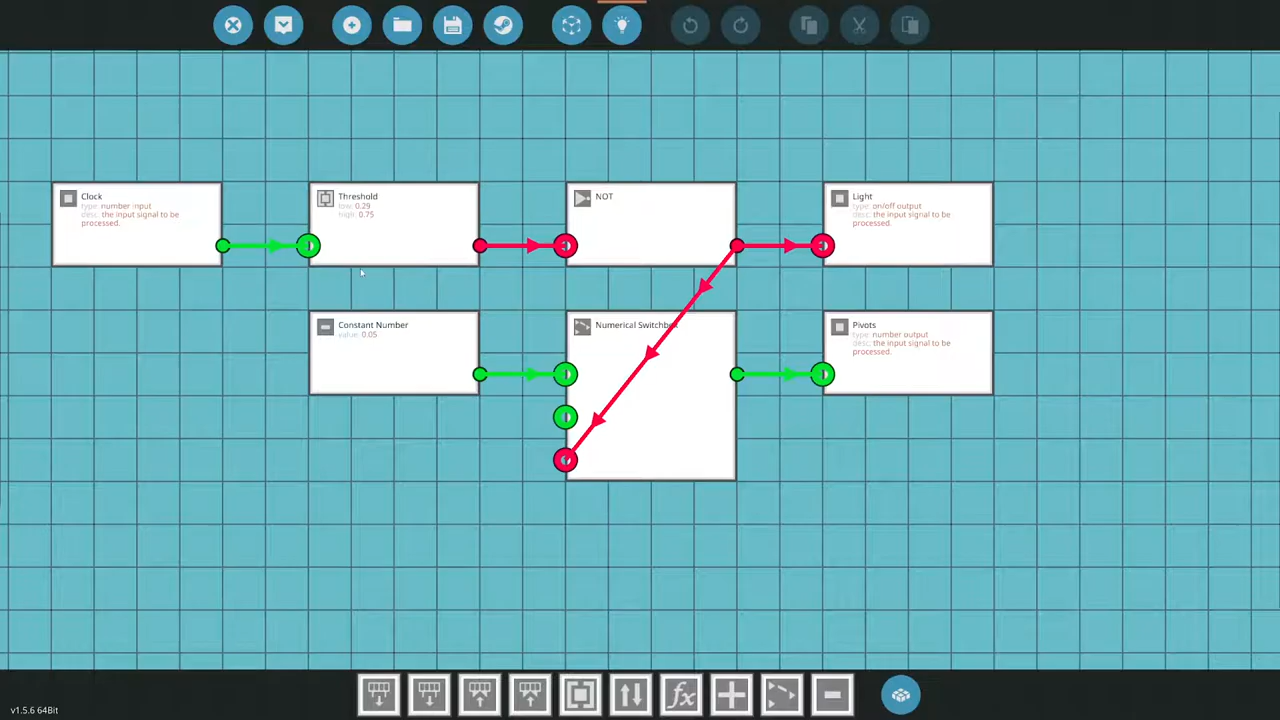 Clock
type: number input
desc: the input signal to be
processed.
Threshold
low: 0.29
high: 0.75
NOT
Light
type: on/off output
desc: the input signal to be
processed.
Constant Number
value: 0.05
Numerical Switchbox
Pivots
type: number output
desc: the input signal to be
processed.
fx
v1.5.6 64Bit